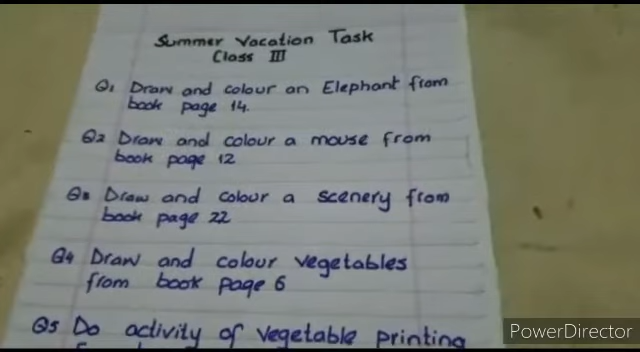 Summer Vacation Task
Class III
Q1 Draw and colour an Elephant from
book page 14.
Q2 Draw and colour a mouse from
book page 12
Q3 Draw and colour a scenery from
book page 22
Q4 Draw and colour vegetables
from book page 6
Q5 Do activity of vegetable printing
PowerDirector